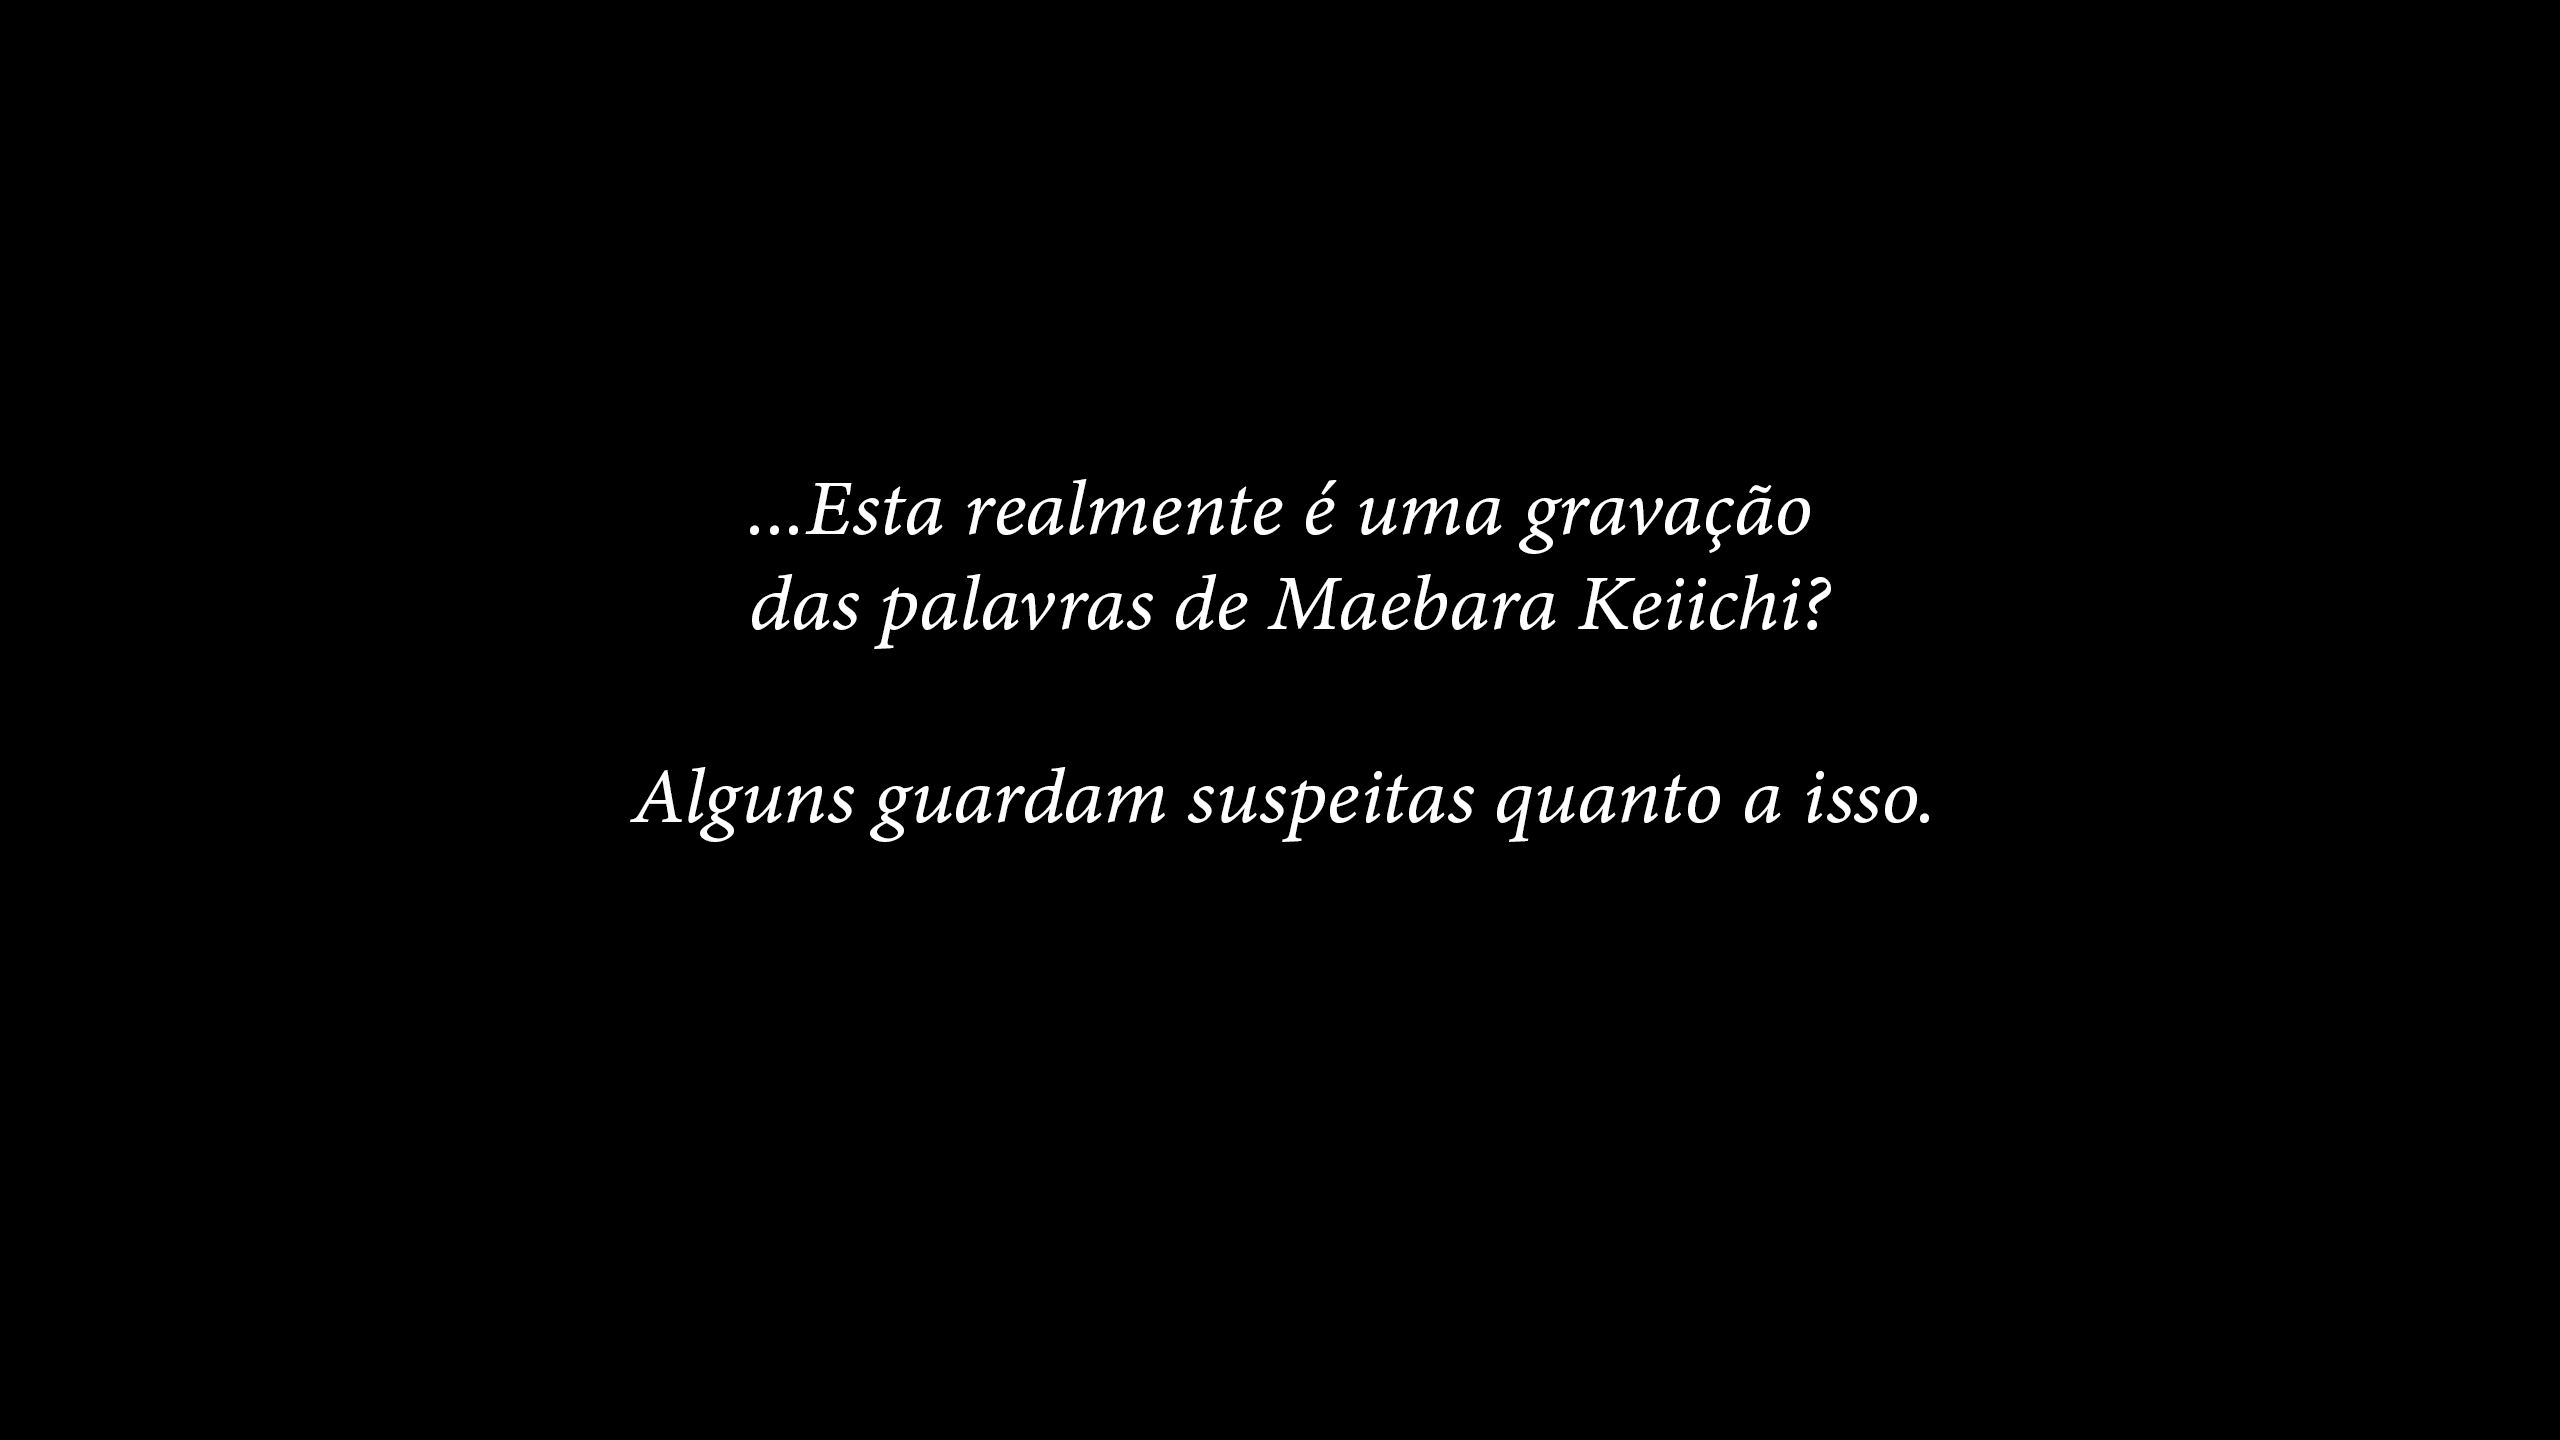 ...Esta realmente é uma gravação
das palavras de Maebara Keiichi?
Alguns guardam suspeitas quanto a isso.